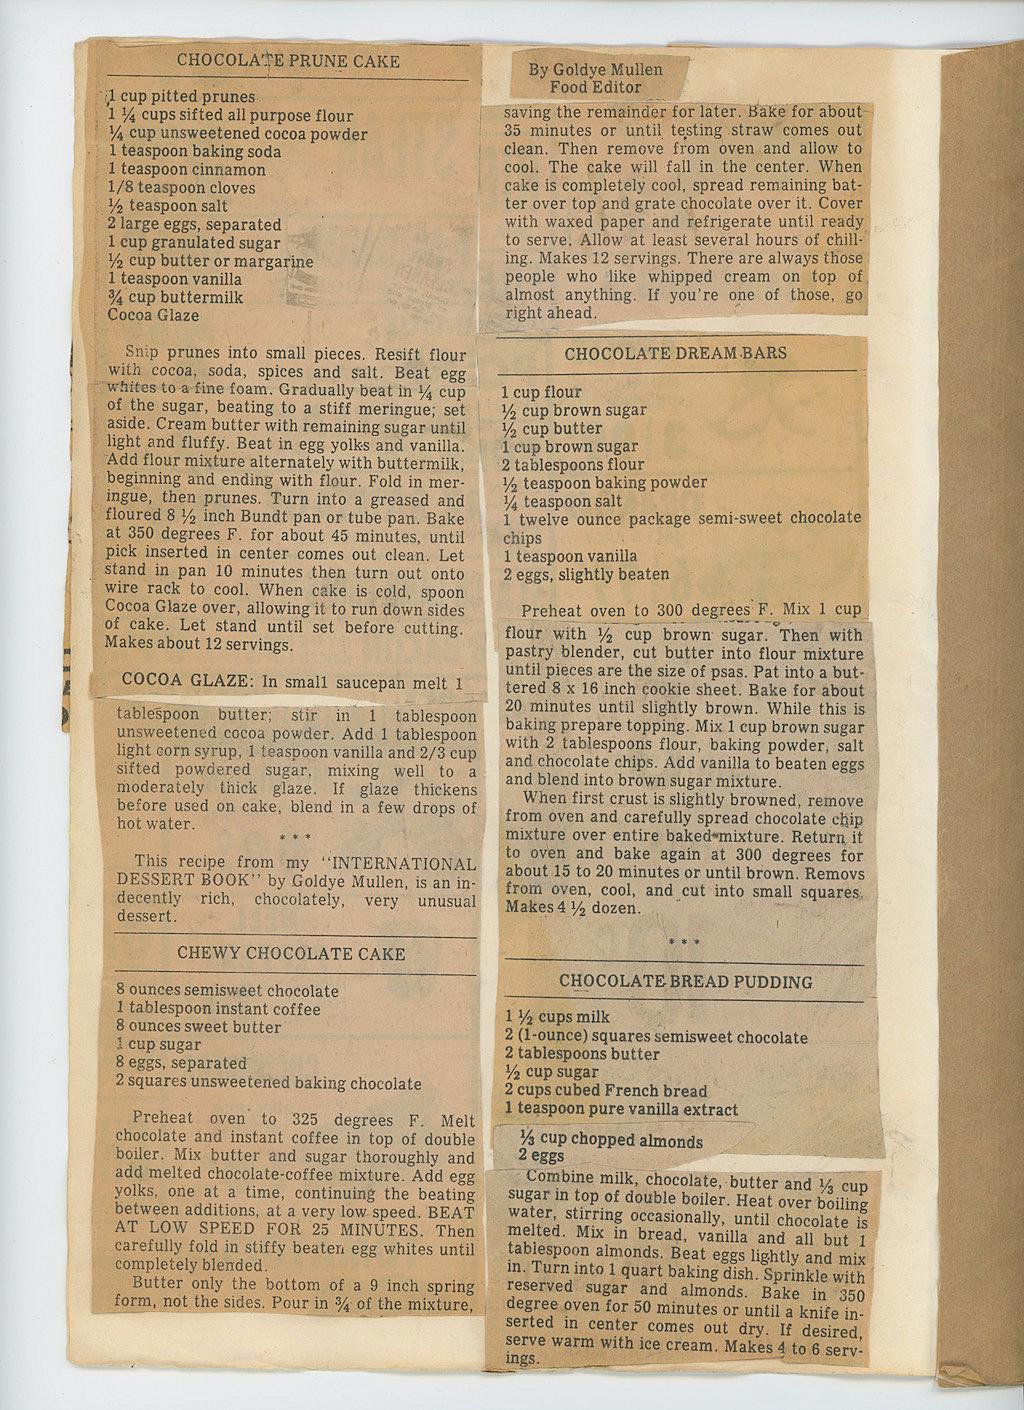 CHOCOLATE PRUNE CAKE
1 cup pitted prunes
1 ¼ cups sifted all purpose flour
¼ cup unsweetened cocoa powder
1 teaspoon baking soda
1 teaspoon cinnamon
1/8 teaspoon cloves
½ teaspoon salt
2 large eggs, separated
1 cup granulated sugar
½ cup butter or margarine
1 teaspoon vanilla
¾ cup buttermilk
Cocoa Glaze
Snip prunes into small pieces. Resift flour
with cocoa, soda, spices and salt. Beat egg
whites to a fine foam. Gradually beat in ¼ cup
of the sugar, beating to a stiff meringue; set
aside. Cream butter with remaining sugar until
light and fluffy. Beat in egg yolks and vanilla.
Add flour mixture alternately with buttermilk,
beginning and ending with flour. Fold in mer-
ingue, then prunes. Turn into a greased and
floured 8 ½ inch Bundt pan or tube pan. Bake
at 350 degrees F. for about 45 minutes, until
pick inserted in center comes out clean. Let
stand in pan 10 minutes then turn out onto
wire rack to cool. When cake is cold, spoon
Cocoa Glaze over, allowing it to run down sides
of cake. Let stand until set before cutting.
Makes about 12 servings.
COCOA GLAZE: In small saucepan melt 1
tablespoon butter; stir in 1 tablespoon
unsweetened cocoa powder. Add 1 tablespoon
light corn syrup, 1 teaspoon vanilla and 2/3 cup
sifted powdered sugar, mixing well to a
moderately thick glaze. If glaze thickens
before used on cake, blend in a few drops of
hot water.
* * *
This recipe from my "INTERNATIONAL
DESSERT BOOK" by Goldye Mullen, is an in-
decently rich, chocolately, very unusual
dessert.
CHEWY CHOCOLATE CAKE
8 ounces semisweet chocolate
1 tablespoon instant coffee
8 ounces sweet butter
1 cup sugar
8 eggs, separated
2 squares unsweetened baking chocolate
Preheat oven to 325 degrees F. Melt
chocolate and instant coffee in top of double
boiler. Mix butter and sugar thoroughly and
add melted chocolate-coffee mixture. Add egg
yolks, one at a time, continuing the beating
between additions, at a very low speed. BEAT
AT LOW SPEED FOR 25 MINUTES. Then
carefully fold in stiffy beaten egg whites until
completely blended.
Butter only the bottom of a 9 inch spring
form, not the sides. Pour in ¾ of the mixture,
By Goldye Mullen
Food Editor
saving the remainder for later. Bake for about
35 minutes or until testing straw comes out
clean. Then remove from oven and allow to
cool. The cake will fall in the center. When
cake is completely cool, spread remaining bat-
ter over top and grate chocolate over it. Cover
with waxed paper and refrigerate until ready
to serve. Allow at least several hours of chill-
ing. Makes 12 servings. There are always those
people who like whipped cream on top of
almost anything. If you're one of those, go
right ahead.
CHOCOLATE DREAM BARS
1 cup flour
½ cup brown sugar
½ cup butter
1 cup brown sugar
2 tablespoons flour
½ teaspoon baking powder
¼ teaspoon salt
1 twelve ounce package semi-sweet chocolate
chips
1 teaspoon vanilla
2 eggs, slightly beaten
Preheat oven to 300 degrees F. Mix 1 cup
flour with ½ cup brown sugar. Then with
pastry blender, cut butter into flour mixture
until pieces are the size of psas. Pat into a but-
tered 8 x 16 inch cookie sheet. Bake for about
20 minutes until slightly brown. While this is
baking prepare topping. Mix 1 cup brown sugar
with 2 tablespoons flour, baking powder, salt
and chocolate chips. Add vanilla to beaten eggs
and blend into brown sugar mixture.
When first crust is slightly browned, remove
from oven and carefully spread chocolate chip
mixture over entire baked mixture. Return it
to oven and bake again at 300 degrees for
about 15 to 20 minutes or until brown. Removs
from oven, cool, and cut into small squares.
Makes 4 ½ dozen.
* * *
CHOCOLATE BREAD PUDDING
1 ½ cups milk
2 (1-ounce) squares semisweet chocolate
2 tablespoons butter
½ cup sugar
2 cups cubed French bread
1 teaspoon pure vanilla extract
⅓ cup chopped almonds
2 eggs
Combine milk, chocolate, butter and ⅓ cup
sugar in top of double boiler. Heat over boiling
water, stirring occasionally, until chocolate is
melted. Mix in bread, vanilla and all but 1
tablespoon almonds. Beat eggs lightly and mix
in. Turn into 1 quart baking dish. Sprinkle with
reserved sugar and almonds. Bake in 350
degree oven for 50 minutes or until a knife in-
serted in center comes out dry. If desired,
serve warm with ice cream. Makes 4 to 6 serv-
ings.